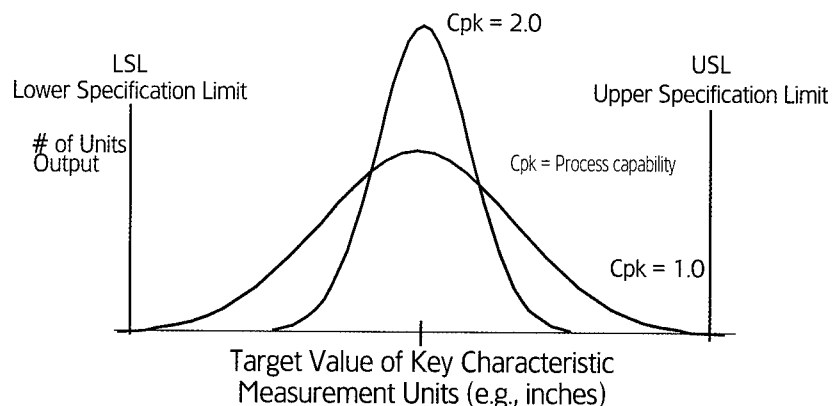 Cpk = 2.0
LSL
Lower Specification Limit
USL
Upper Specification Limit
# of Units
Output
Cpk = Process capability
Cpk = 1.0
Target Value of Key Characteristic
Measurement Units (e.g., inches)